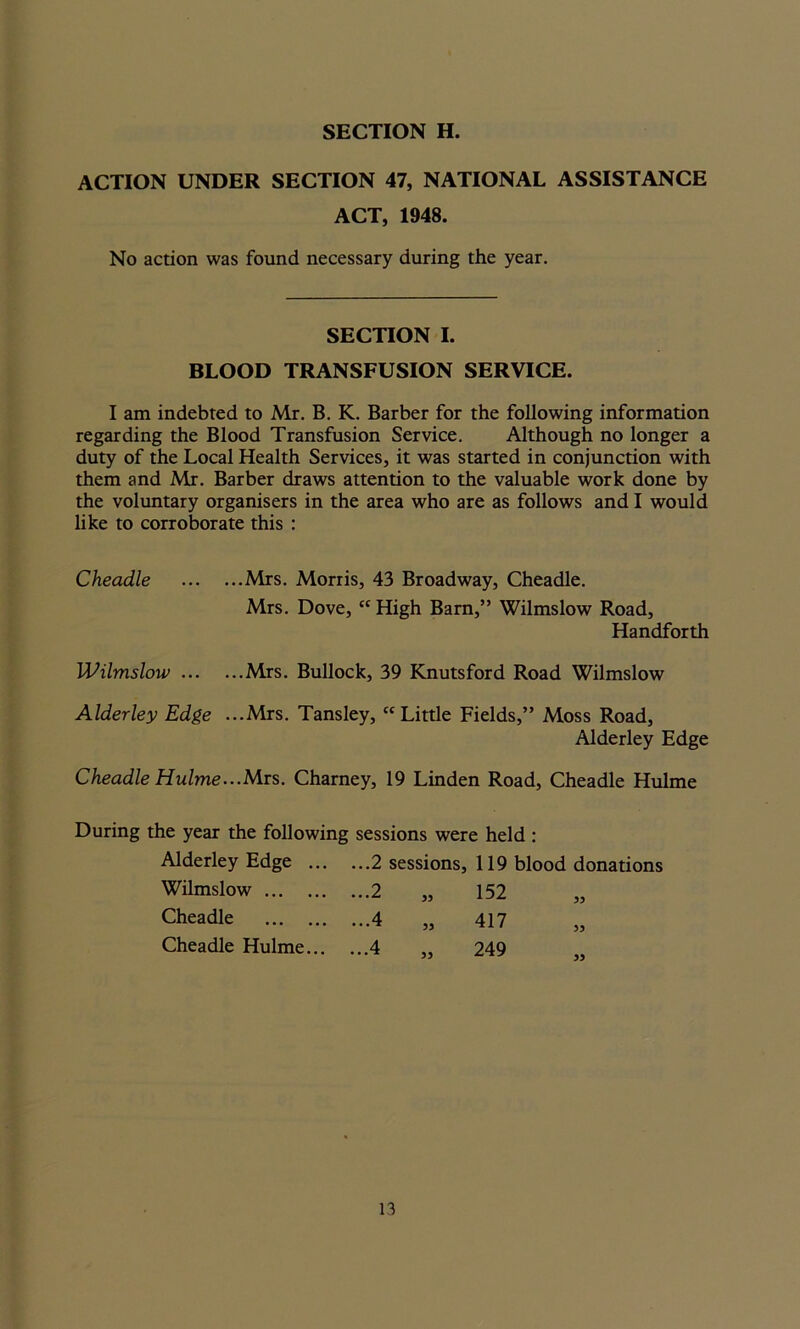 SECTION H.
ACTION UNDER SECTION 47, NATIONAL ASSISTANCE
ACT, 1948.
No action was found necessary during the year.
SECTION I.
BLOOD TRANSFUSION SERVICE.
I am indebted to Mr. B. K. Barber for the following information
regarding the Blood Transfusion Service. Although no longer a
duty of the Local Health Services, it was started in conjunction with
them and Mr. Barber draws attention to the valuable work done by
the voluntary organisers in the area who are as follows and I would
like to corroborate this :
Cheadle ... ...Mrs. Morris, 43 Broadway, Cheadle.
Mrs. Dove, “ High Barn,” Wilmslow Road,
Handforth
Wilmslow ... ...Mrs. Bullock, 39 Knutsford Road Wilmslow
Alderley Edge ...Mrs. Tansley, “ Little Fields,” Moss Road,
Alderley Edge
Cheadle Hulme...Mrs. Charney, 19 Linden Road, Cheadle Hulme
During the year the following sessions were held :
Alderley Edge ... ...2 sessions, 119 blood donations
Wilmslow ... ... ...2 „ 152 „
Cheadle ... ... ...4 „ 417 „
Cheadle Hulme... ...4 „ 249 „
13